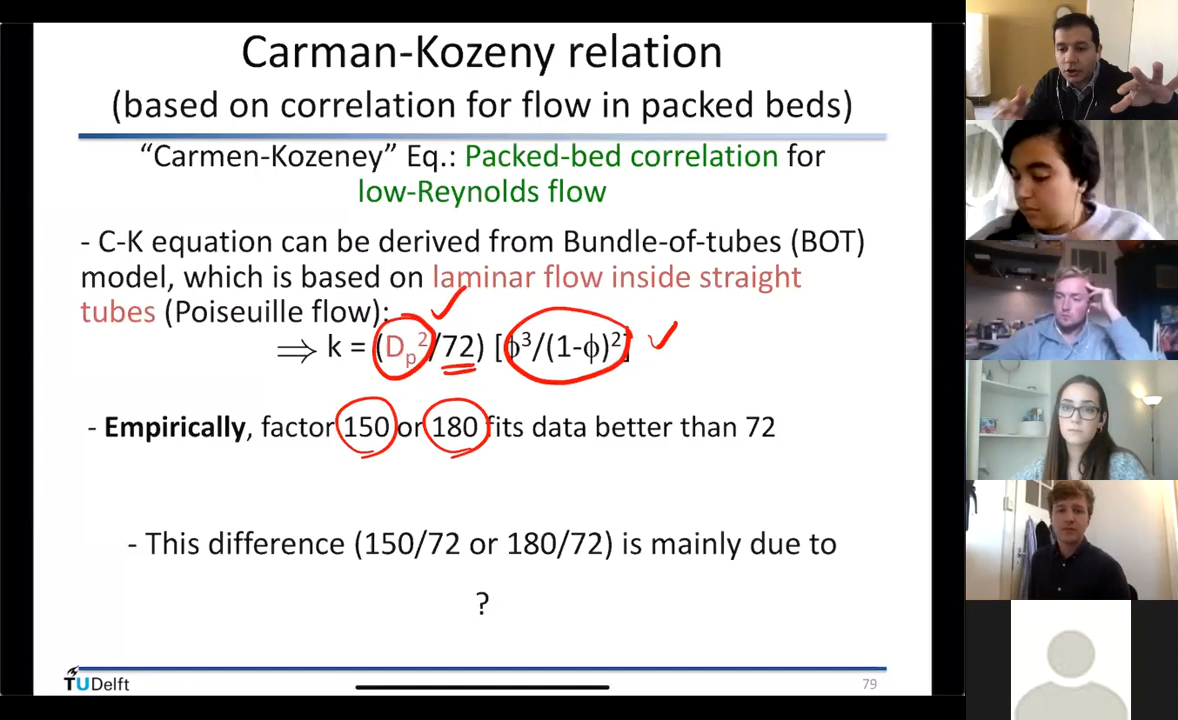 Carman-Kozeny relation
(based on correlation for flow in packed beds)
“Carmen-Kozeney” Eq.: Packed-bed correlation for
low-Reynolds flow
- C-K equation can be derived from Bundle-of-tubes (BOT)
model, which is based on laminar flow inside straight
tubes (Poiseuille flow):
⇒ k = (Dₚ²/72) [ϕ³/(1-ϕ)²]
- Empirically, factor 150 or 180 fits data better than 72
- This difference (150/72 or 180/72) is mainly due to
?
TUDelft
79